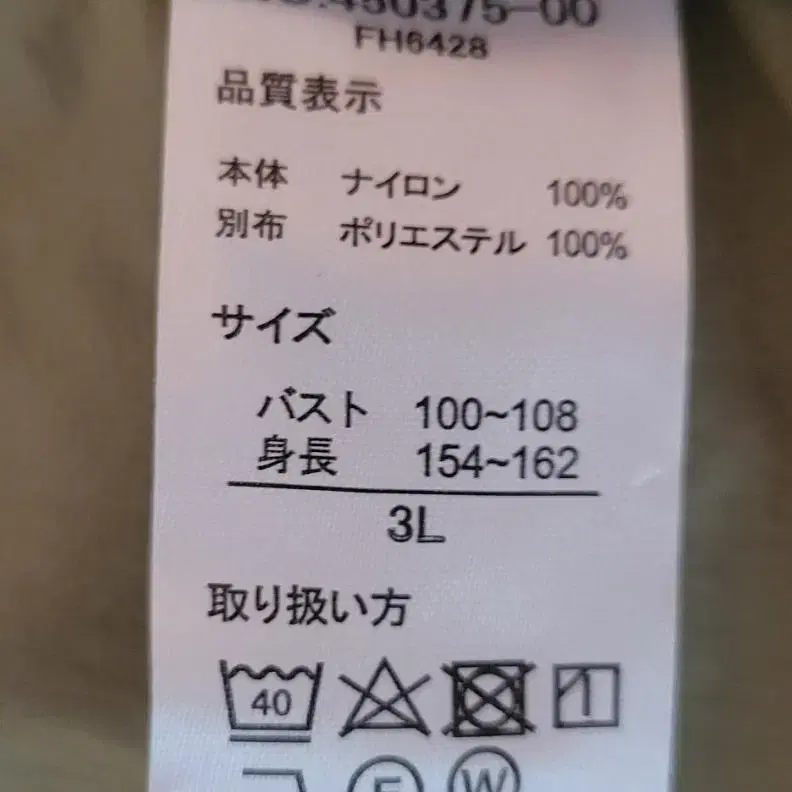 450375-00
FH6428
品質表示
本体 ナイロン 100%
別布 ポリエステル 100%
サイズ
バスト 100~108
身長 154~162
3L
取り扱い方
40